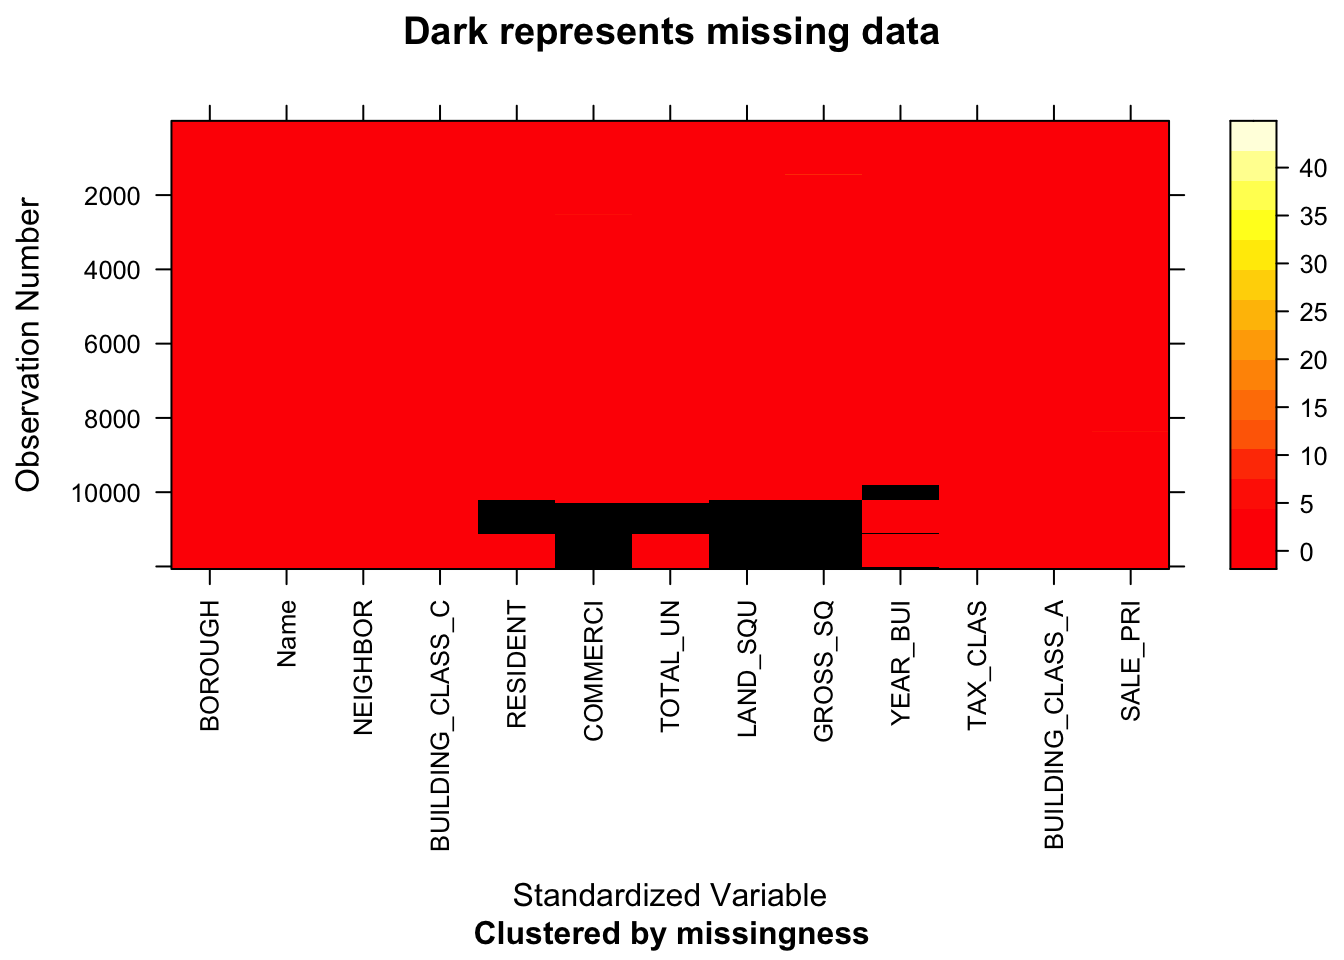 Dark represents missing data
Observation Number
2000
4000
6000
8000
10000
40
35
30
25
20
15
10
5
0
BOROUGH
Name
NEIGHBOR
BUILDING_CLASS_C
RESIDENT
COMMERCI
TOTAL_UN
LAND_SQU
GROSS_SQ
YEAR_BUI
TAX_CLAS
BUILDING_CLASS_A
SALE_PRI
Standardized Variable
Clustered by missingness